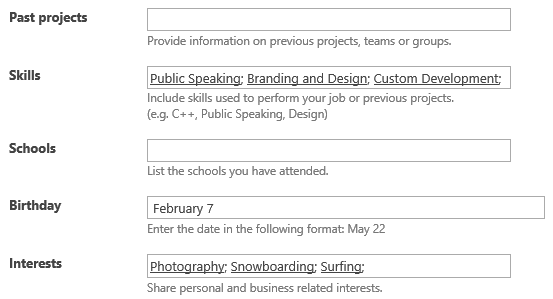 Past projects
Provide information on previous projects, teams or groups.
Skills
Public Speaking; Branding and Design; Custom Development;
Include skills used to perform your job or previous projects.
(e.g. C++, Public Speaking, Design)
Schools
List the schools you have attended.
Birthday
February 7
Enter the date in the following format: May 22
Interests
Photography; Snowboarding; Surfing;
Share personal and business related interests.